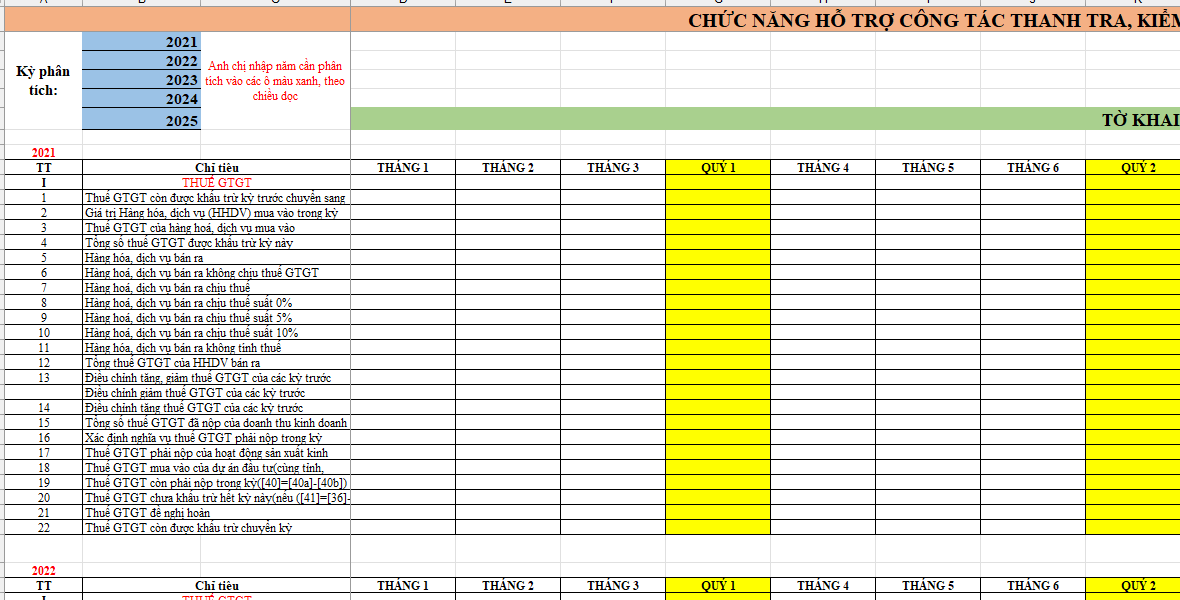 CHỨC NĂNG HỖ TRỢ CÔNG TÁC THANH TRA, KIỂM
Kỳ phân tích:
2021
2022
2023
2024
2025
Anh chị nhập năm cần phân
tích vào các ô màu xanh, theo
chiều dọc
TỜ KHAI
2021
TT Chỉ tiêu THÁNG 1 THÁNG 2 THÁNG 3 QUÝ 1 THÁNG 4 THÁNG 5 THÁNG 6 QUÝ 2
I THUẾ GTGT
1 Thuế GTGT còn được khấu trừ kỳ trước chuyển sang
2 Giá trị Hàng hóa, dịch vụ (HHDV) mua vào trong kỳ
3 Thuế GTGT của hàng hoá, dịch vụ mua vào
4 Tổng số thuế GTGT được khấu trừ kỳ này
5 Hàng hóa, dịch vụ bán ra
6 Hàng hoá, dịch vụ bán ra không chịu thuế GTGT
7 Hàng hoá, dịch vụ bán ra chịu thuế
8 Hàng hoá, dịch vụ bán ra chịu thuế suất 0%
9 Hàng hoá, dịch vụ bán ra chịu thuế suất 5%
10 Hàng hoá, dịch vụ bán ra chịu thuế suất 10%
11 Hàng hóa, dịch vụ bán ra không tính thuế
12 Tổng thuế GTGT của HHDV bán ra
13 Điều chỉnh tăng, giảm thuế GTGT của các kỳ trước
Điều chỉnh giảm thuế GTGT của các kỳ trước
14 Điều chỉnh tăng thuế GTGT của các kỳ trước
15 Tổng số thuế GTGT đã nộp của doanh thu kinh doanh
16 Xác định nghĩa vụ thuế GTGT phải nộp trong kỳ
17 Thuế GTGT phải nộp của hoạt động sản xuất kinh
18 Thuế GTGT mua vào của dự án đầu tư(cùng tỉnh,
19 Thuế GTGT còn phải nộp trong kỳ([40]=[40a]-[40b])
20 Thuế GTGT chưa khấu trừ hết kỳ này(nếu ([41]=[36]-
21 Thuế GTGT đề nghị hoàn
22 Thuế GTGT còn được khấu trừ chuyển kỳ
2022
TT Chỉ tiêu THÁNG 1 THÁNG 2 THÁNG 3 QUÝ 1 THÁNG 4 THÁNG 5 THÁNG 6 QUÝ 2
I THUẾ GTGT